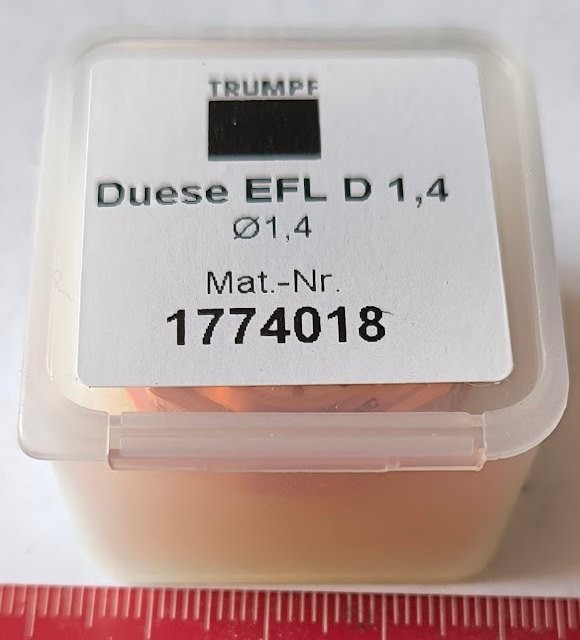 TRUMPF
Duese EFL D 1,4
Ø1,4
Mat.-Nr.
1774018